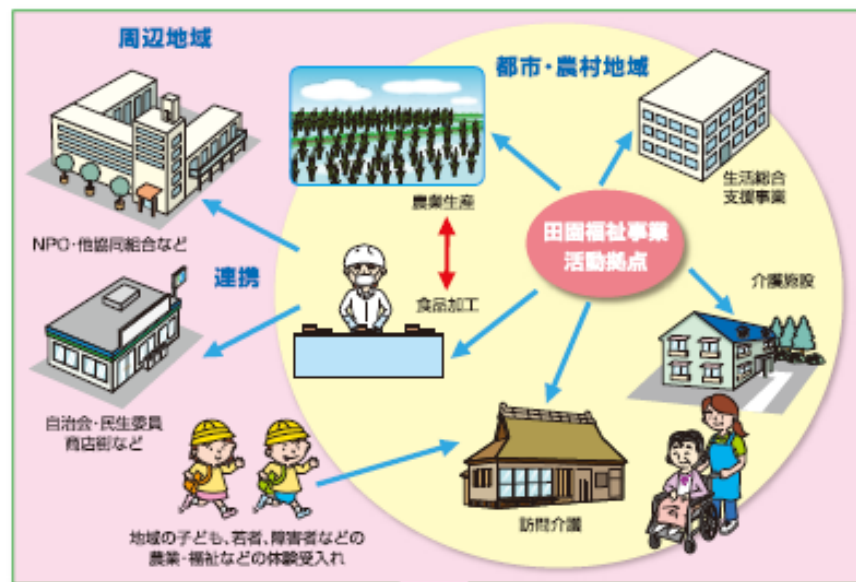 周辺地域
都市・農村地域
農業生産
生活総合
支援事業
田園福祉事業
活動拠点
NPO・他協同組合など
連携
食品加工
介護施設
自治会・民生委員
商店街など
訪問介護
地域の子ども、若者、障害者などの
農業・福祉などの体験受入れ